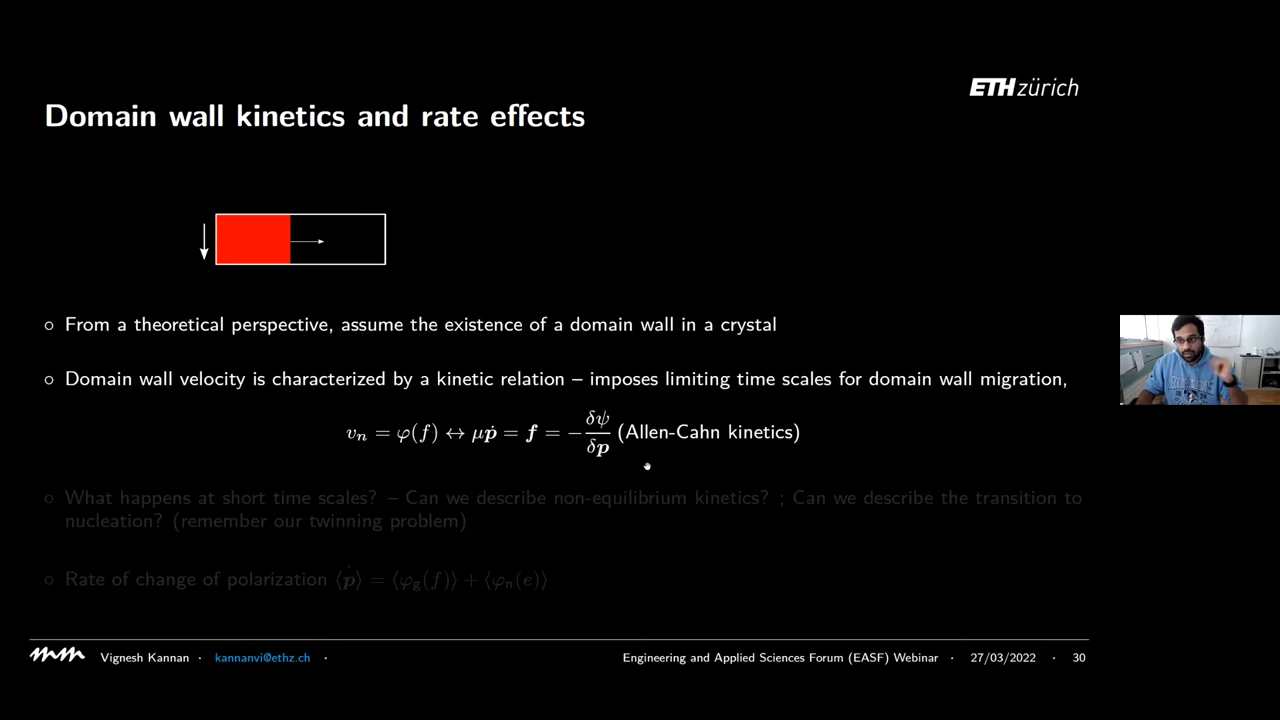 ETH zürich
Domain wall kinetics and rate effects
○ From a theoretical perspective, assume the existence of a domain wall in a crystal
○ Domain wall velocity is characterized by a kinetic relation – imposes limiting time scales for domain wall migration,
vₙ = φ(f) ↔ μṗ = f = −δψ/δp (Allen-Cahn kinetics)
○ What happens at short time scales? – Can we describe non-equilibrium kinetics? ; Can we describe the transition to
nucleation? (remember our twinning problem)
○ Rate of change of polarization ⟨ṗ⟩ = ⟨φg(f)⟩ + ⟨φn(e)⟩
Vignesh Kannan · kannanvi@ethz.ch · Engineering and Applied Sciences Forum (EASF) Webinar · 27/03/2022 · 30